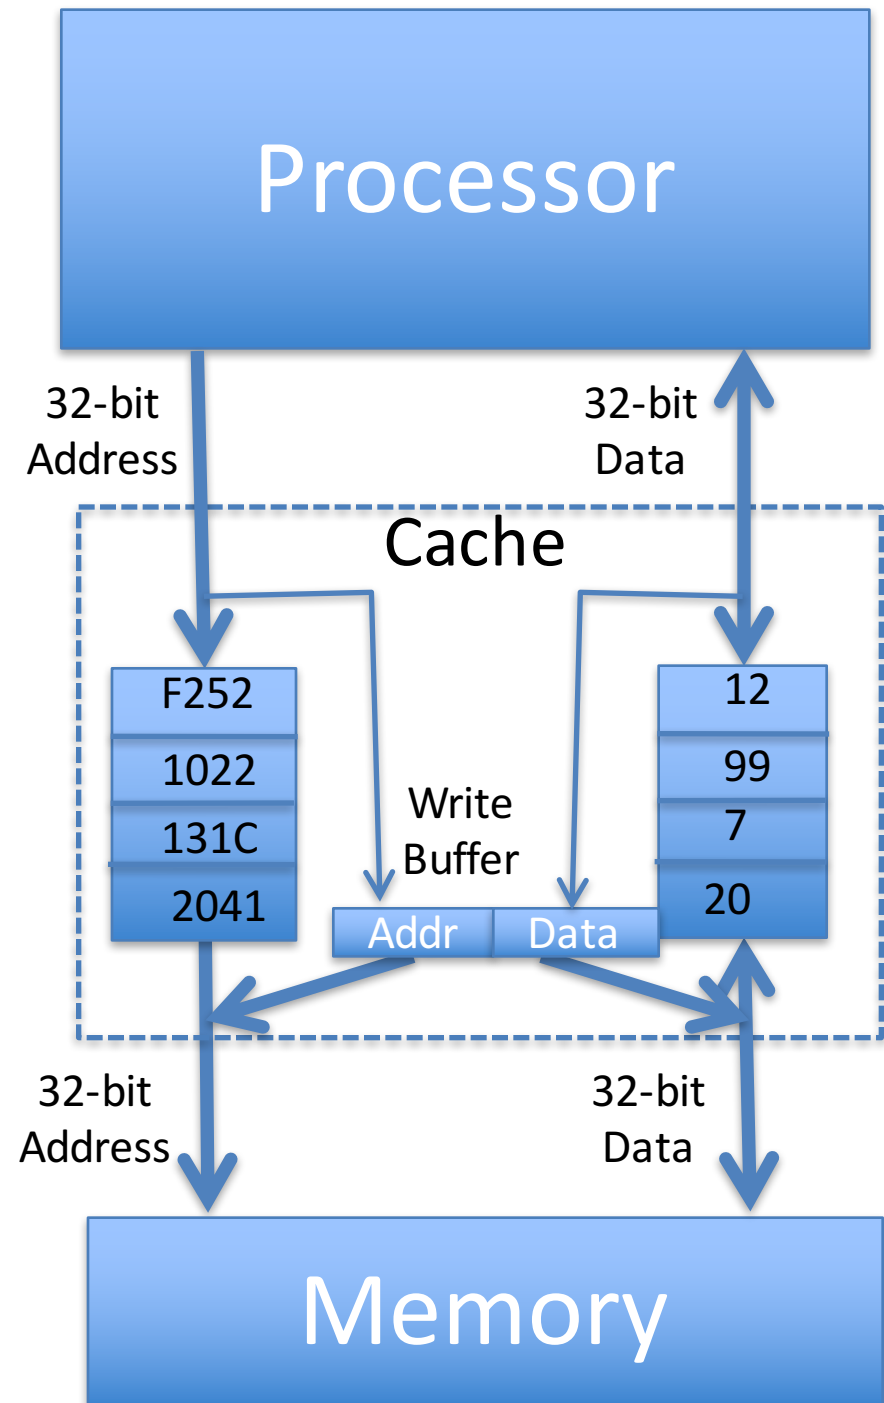 Processor
32-bit
Address
32-bit
Data
Cache
F252
1022
131C
2041
Write
Buffer
Addr
Data
12
99
7
20
32-bit
Address
32-bit
Data
Memory